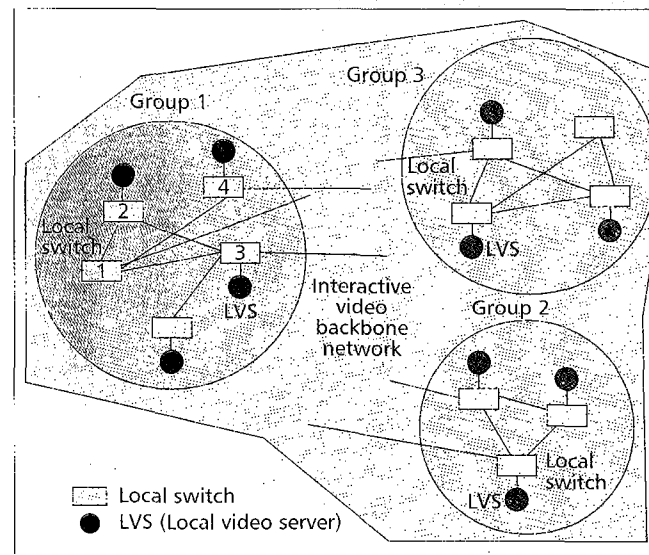 Group 1
2
4
Local
switch
1
3
LVS
Group 3
Local
switch
LVS
Interactive
video
backbone
network
Group 2
Local
switch
LVS
Local switch
LVS (Local video server)